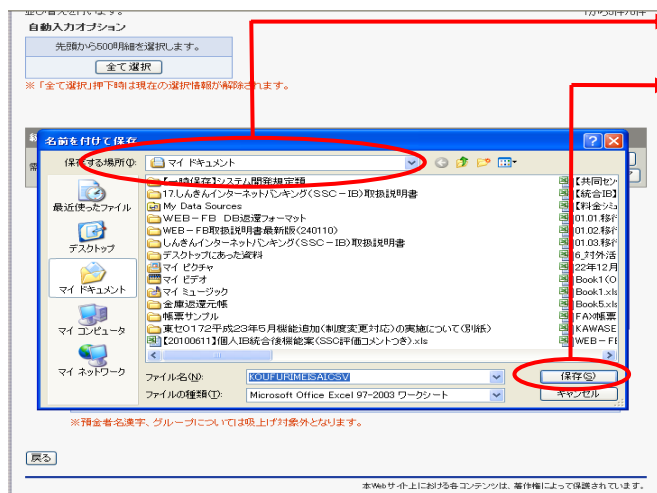 自動入力オプション
先頭から500明細を選択します。
全て選択
※「全て選択」押下時は現在の選択情報が解除されます。
名前を付けて保存
保存する場所(I):
マイ ドキュメント
最近使ったファイル
デスクトップ
マイ ドキュメント
マイ コンピュータ
マイ ネットワーク
【一時保存】システム開発規定類
17.しんきんインターネットバンキング(SSC-IB)取扱説明書
My Data Sources
WEB-FB DB返還フォーマット
WEB-FB取扱説明書最新版(240110)
しんきんインターネットバンキング(SSC-IB)取扱説明書
デスクトップにあった資料
マイ ピクチャ
マイ ビデオ
マイ ミュージック
金庫返還元帳
帳票サンプル
東セ0172平成23年5月機能追加(制度変更対応)の実施について(別紙)
【20100611】個人IB統合後機能案(SSC評価コメントつき).xls
【共同セン
【統合IB】
【料金シミュ
01.01.移行
01.02.移行
01.03.移行
6_対外活
22年12月
Book1(O
Book1.xls
Book5.xls
FAX帳票
KAWASE
WEB-FB
ファイル名(N):
KOUFURIMEISAI.CSV
保存(S)
ファイルの種類(T):
Microsoft Office Excel 97-2003 ワークシート
キャンセル
※預金者名漢字、グループについては吸上げ対象外となります。
戻る
本Webサイト上における各コンテンツは、著作権によって保護されています。